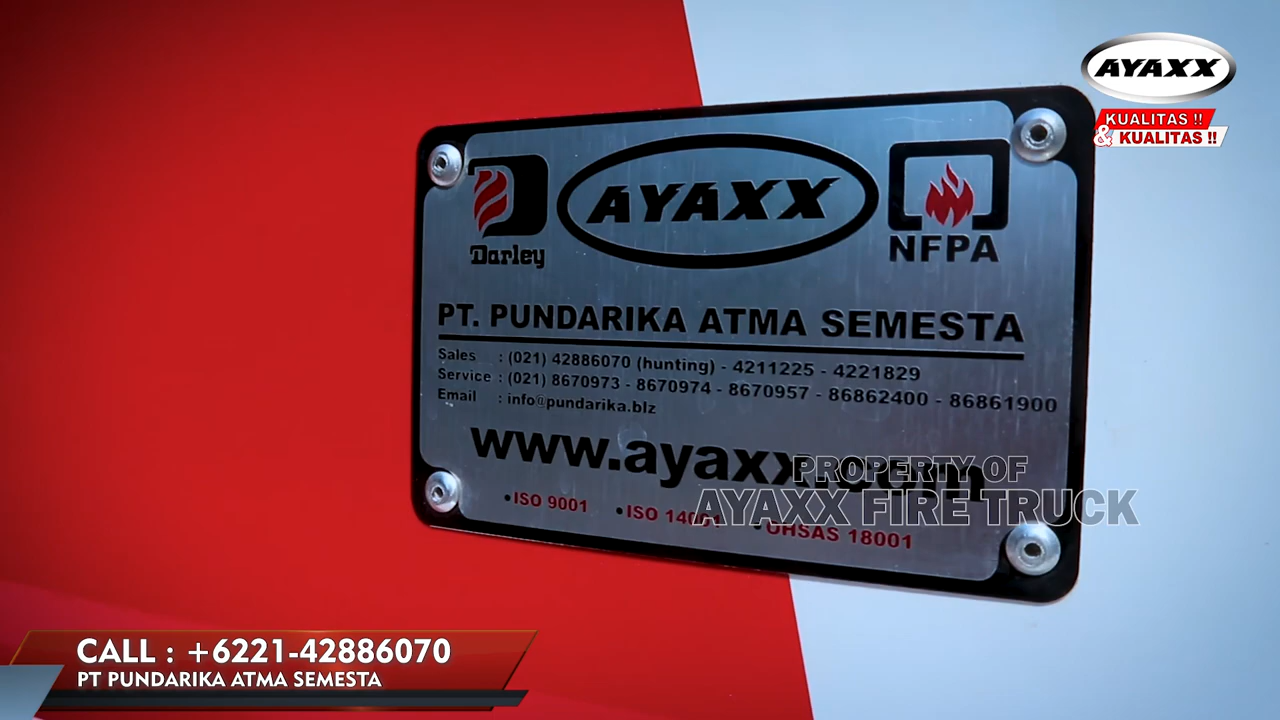 AYAXX
KUALITAS !!
& KUALITAS !!
Darley
AYAXX
NFPA
PT. PUNDARIKA ATMA SEMESTA
Sales : (021) 42886070 (hunting) - 4211225 - 4221829
Service : (021) 8670973 - 8670974 - 8670957 - 86862400 - 86861900
Email : info@pundarika.biz
www.ayaxx.com
PROPERTY OF
AYAXX FIRE TRUCK
•ISO 9001 •ISO 14001 •OHSAS 18001
CALL : +6221-42886070
PT PUNDARIKA ATMA SEMESTA